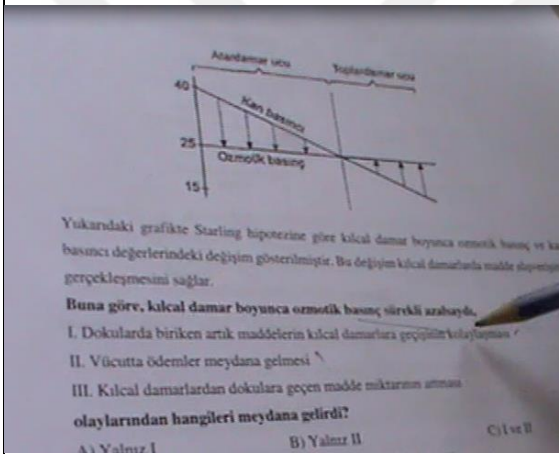 Atardamar ucu
Toplardamar ucu
40
Kan basıncı
25
Ozmotik basınç
15
Yukarıdaki grafikte Starling hipotezine göre kılcal damar boyunca ozmotik basınç ve
basıncı değerlerindeki değişim gösterilmiştir. Bu değişim kılcal damarlarda madde
gerçekleşmesini sağlar.
Buna göre, kılcal damar boyunca ozmotik basınç sürekli azalsaydı,
I. Dokularda biriken artık maddelerin kılcal damarlara geçişinin kolaylaşması
II. Vücutta ödemler meydana gelmesi
III. Kılcal damarlardan dokulara geçen madde miktarının artması
olaylarından hangileri meydana gelirdi?
A) Yalnız I B) Yalnız II C) I ve II